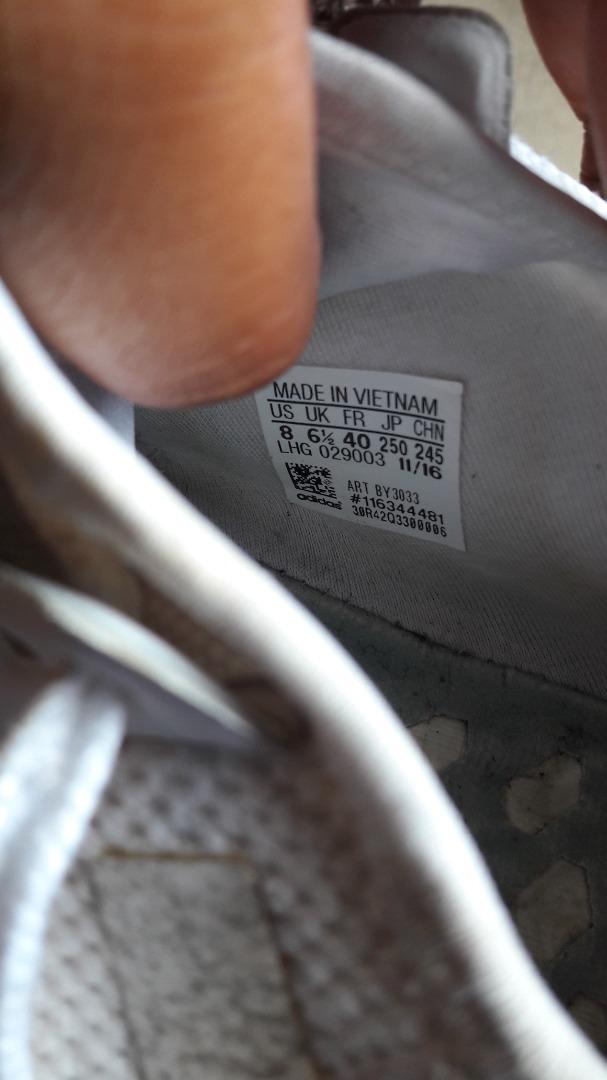 MADE IN VIETNAM
US UK FR JP CHN
8 6½ 40 250 245
LHG 029003 11/16
ART BY3033
#116344481
adidas 30R42Q3300006